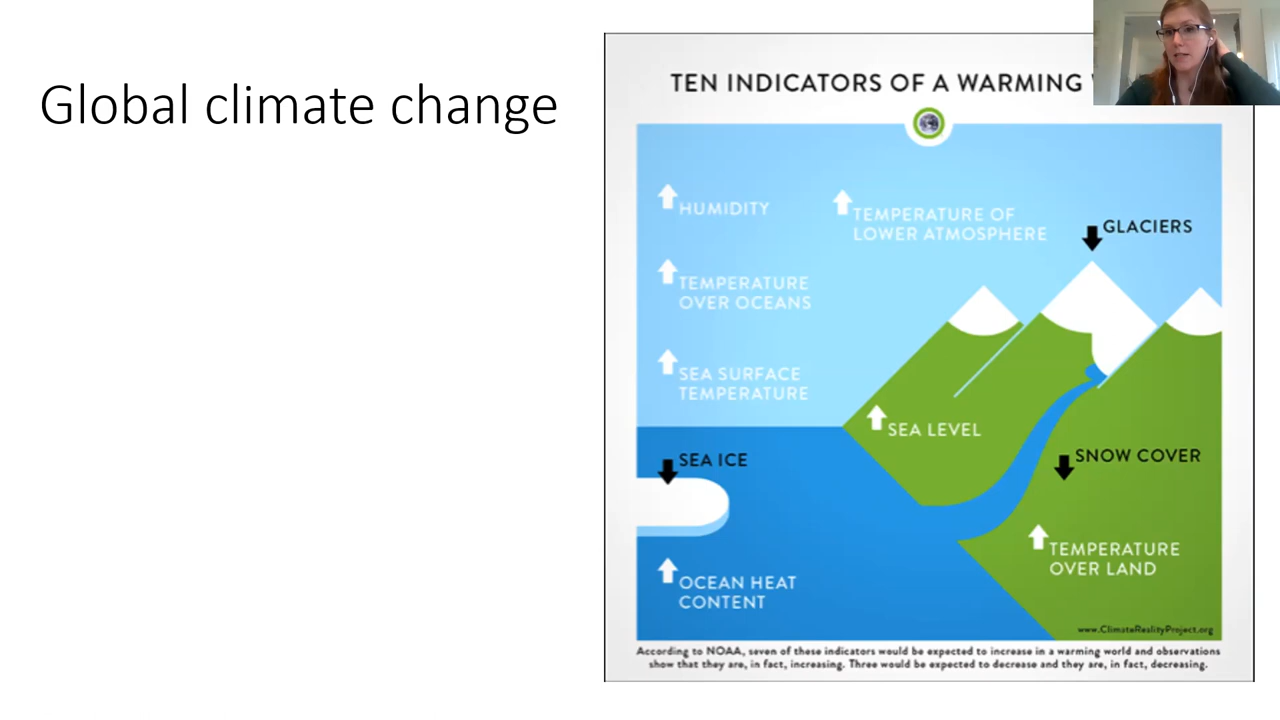 Global climate change
TEN INDICATORS OF A WARMING
HUMIDITY
TEMPERATURE OF
LOWER ATMOSPHERE
GLACIERS
TEMPERATURE
OVER OCEANS
SEA SURFACE
TEMPERATURE
SEA LEVEL
SEA ICE
SNOW COVER
TEMPERATURE
OVER LAND
OCEAN HEAT
CONTENT
www.ClimateRealityProject.org
According to NOAA, seven of these indicators would be expected to increase in a warming world and observations
show that they are, in fact, increasing. Three would be expected to decrease and they are, in fact, decreasing.